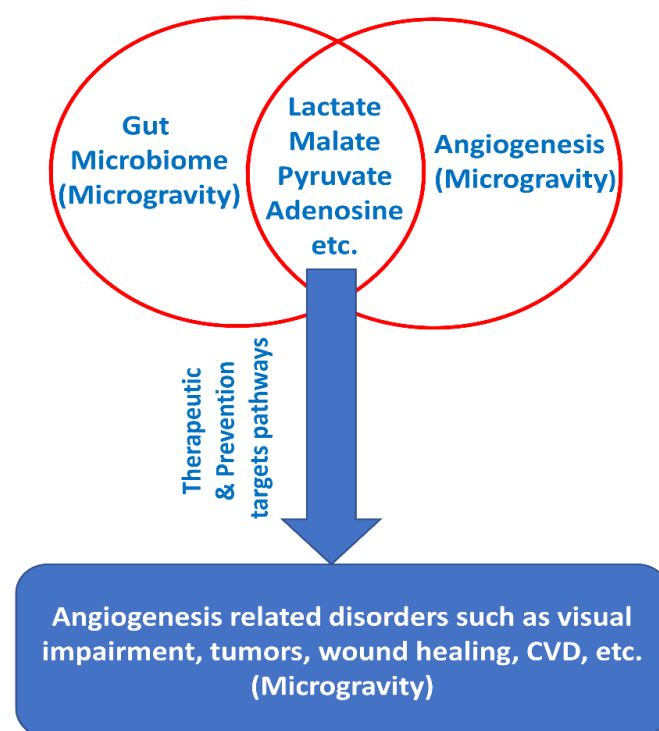 Gut
Microbiome
(Microgravity)
Lactate
Malate
Pyruvate
Adenosine
etc.
Angiogenesis
(Microgravity)
Therapeutic
& Prevention
targets pathways
Angiogenesis related disorders such as visual
impairment, tumors, wound healing, CVD, etc.
(Microgravity)